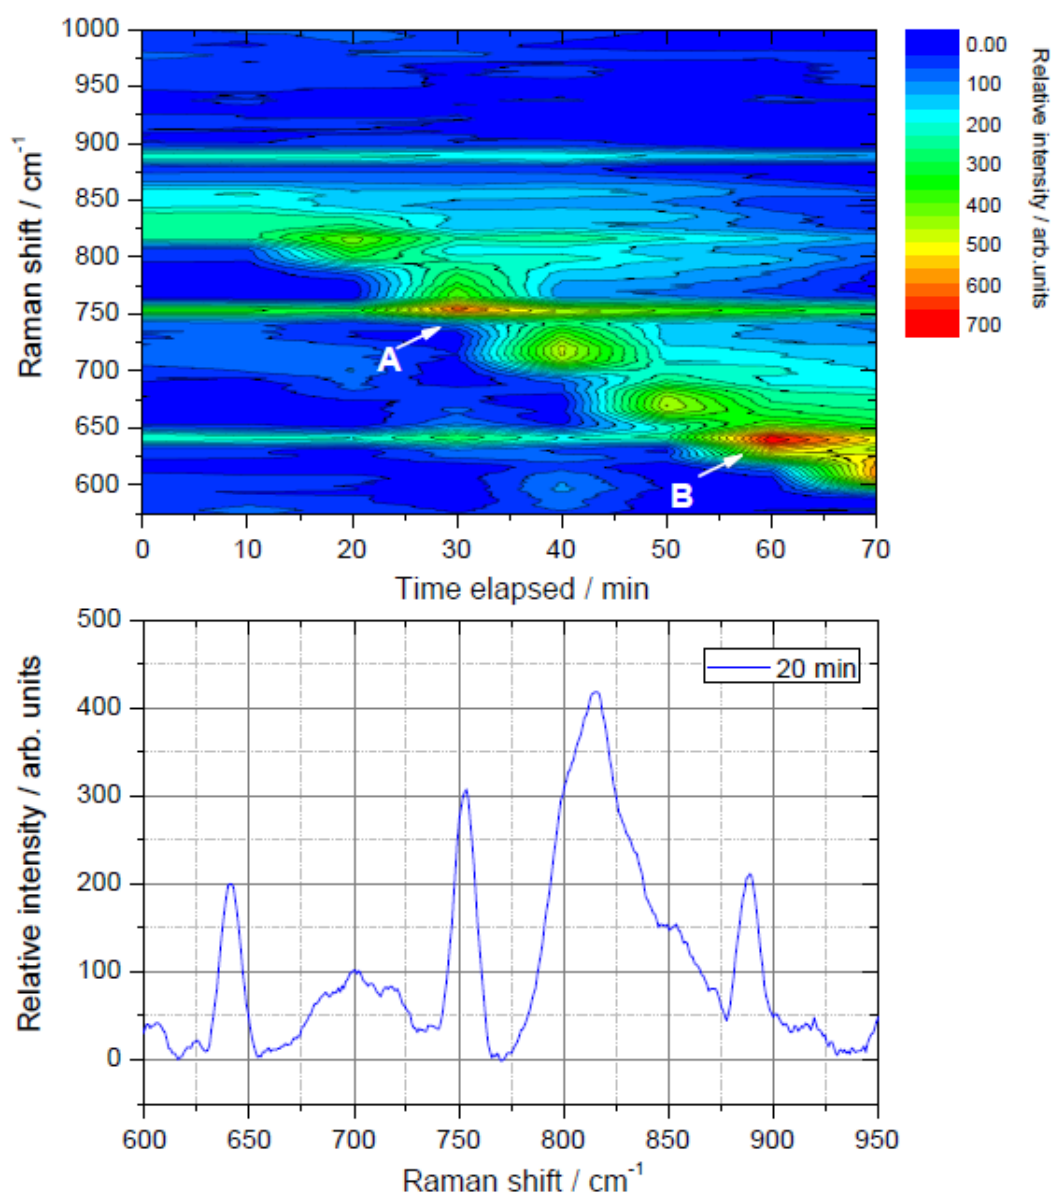 1000
950
900
850
800
750
700
650
600
Raman shift / cm-1
0 10 20 30 40 50 60 70
Time elapsed / min
A
B
0.00
100
200
300
400
500
600
700
Relative intensity / arb.units
500
400
300
200
100
0
Relative intensity / arb. units
20 min
600 650 700 750 800 850 900 950
Raman shift / cm-1